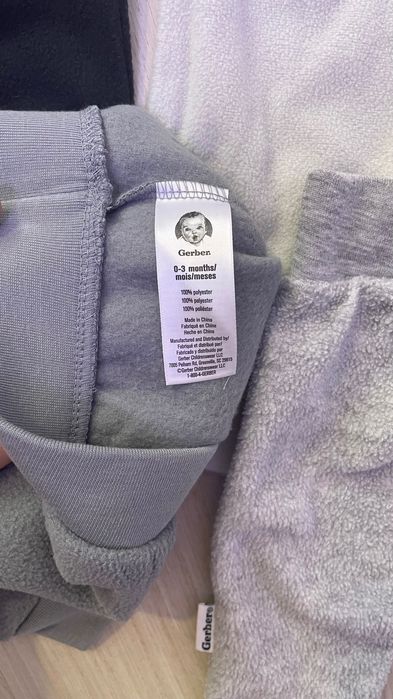 Gerber.
0-3 months/
mois/meses
100% polyester
100% polyester
100% poliéster
Made in China
Fabriqué en Chine
Hecho en China
Manufactured and Distributed by/
Fabriqué et distribué par/
Fabricado y distribuido por
Gerber Childrenswear LLC
7005 Pelham Rd, Greenville, SC 29615
©Gerber Childrenswear LLC
1-800-4-GERBER
Gerber®